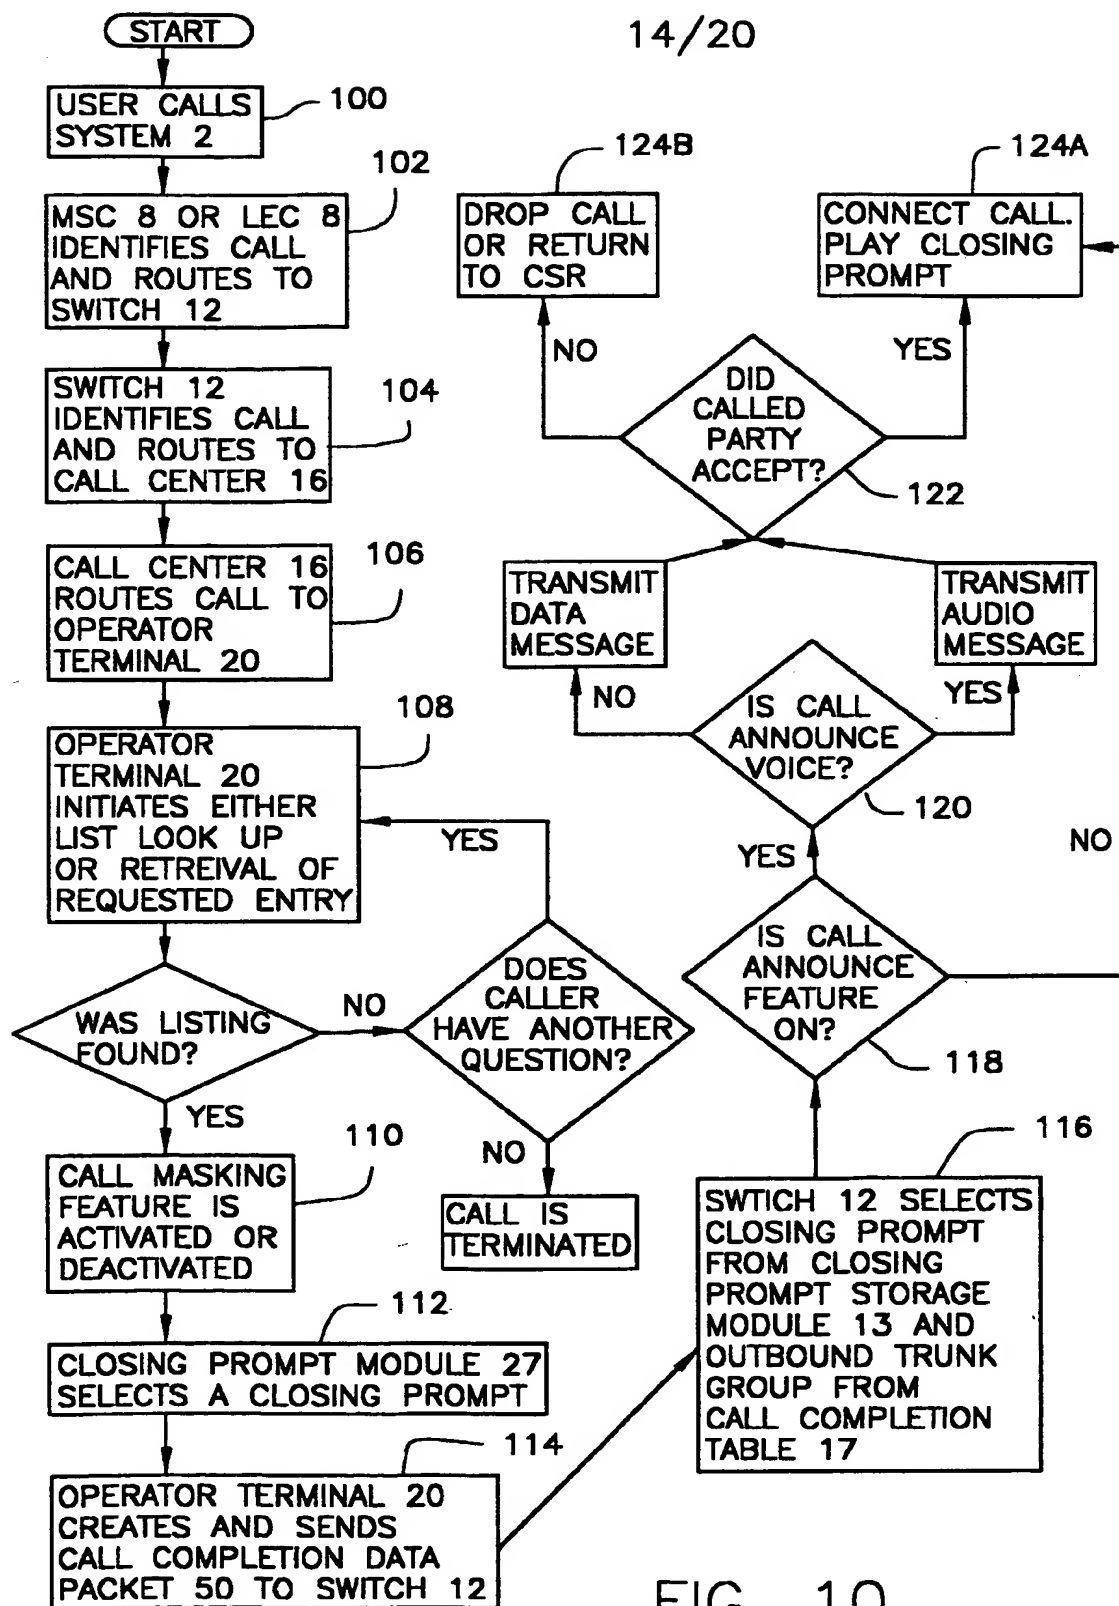 START
14/20
USER CALLS
SYSTEM 2
100
MSC 8 OR LEC 8
IDENTIFIES CALL
AND ROUTES TO
SWITCH 12
102
SWITCH 12
IDENTIFIES CALL
AND ROUTES TO
CALL CENTER 16
104
CALL CENTER 16
ROUTES CALL TO
OPERATOR
TERMINAL 20
106
OPERATOR
TERMINAL 20
INITIATES EITHER
LIST LOOK UP
OR RETREIVAL OF
REQUESTED ENTRY
108
WAS LISTING
FOUND?
NO
DOES
CALLER
HAVE ANOTHER
QUESTION?
YES
NO
CALL IS
TERMINATED
YES
CALL MASKING
FEATURE IS
ACTIVATED OR
DEACTIVATED
110
CLOSING PROMPT MODULE 27
SELECTS A CLOSING PROMPT
112
OPERATOR TERMINAL 20
CREATES AND SENDS
CALL COMPLETION DATA
PACKET 50 TO SWITCH 12
114
SWTICH 12 SELECTS
CLOSING PROMPT
FROM CLOSING
PROMPT STORAGE
MODULE 13 AND
OUTBOUND TRUNK
GROUP FROM
CALL COMPLETION
TABLE 17
116
IS CALL
ANNOUNCE
FEATURE
ON?
118
YES
NO
IS CALL
ANNOUNCE
VOICE?
120
NO
YES
TRANSMIT
DATA
MESSAGE
TRANSMIT
AUDIO
MESSAGE
DID
CALLED
PARTY
ACCEPT?
122
NO
YES
DROP CALL
OR RETURN
TO CSR
124B
CONNECT CALL.
PLAY CLOSING
PROMPT
124A
FIG. 10